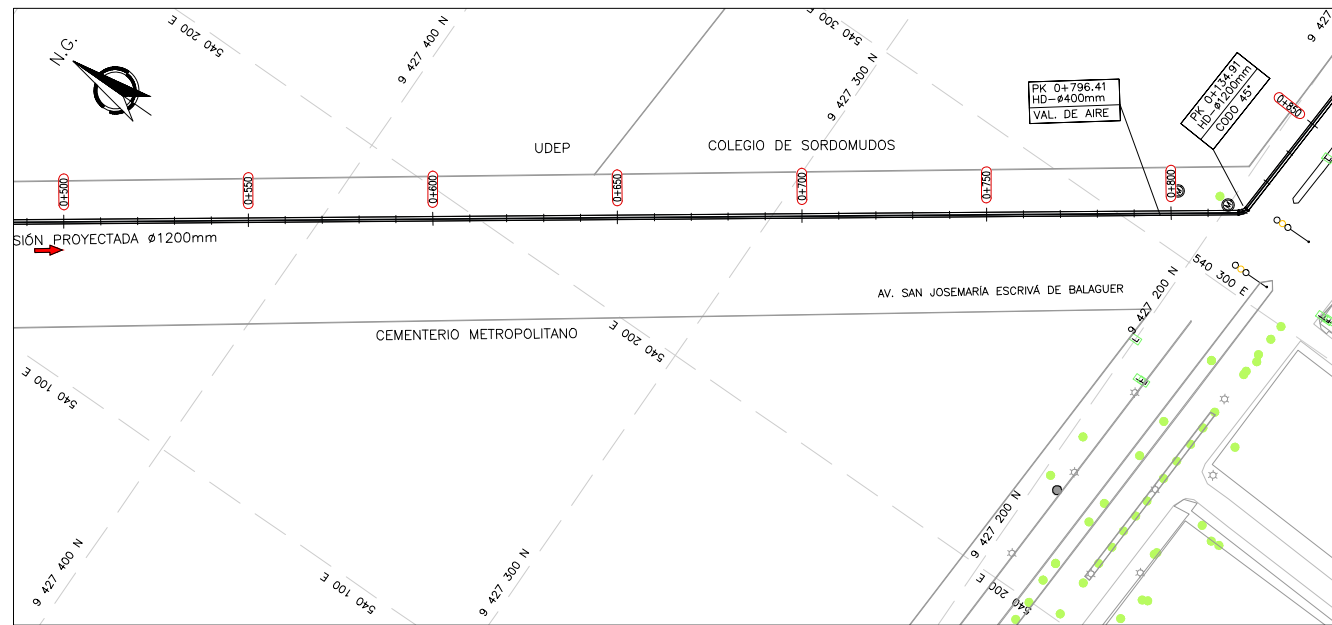 N.G.
540 200 E
9 427 400 N
540 300 E
9 427 300 N
9 427
PK 0+796.41
HD-ø400mm
VAL. DE AIRE
PK 0+134.91
HD-ø1200mm
CODO 45°
0+850
UDEP
COLEGIO DE SORDOMUDOS
0+500
0+550
0+600
0+650
0+700
0+750
0+800
SIÓN PROYECTADA ø1200mm
540 300 E
AV. SAN JOSEMARÍA ESCRIVÁ DE BALAGUER
9 427 200 N
CEMENTERIO METROPOLITANO
540 200 E
540 100 E
9 427 200 N
9 427 400 N
540 100 E
9 427 300 N
540 200 E